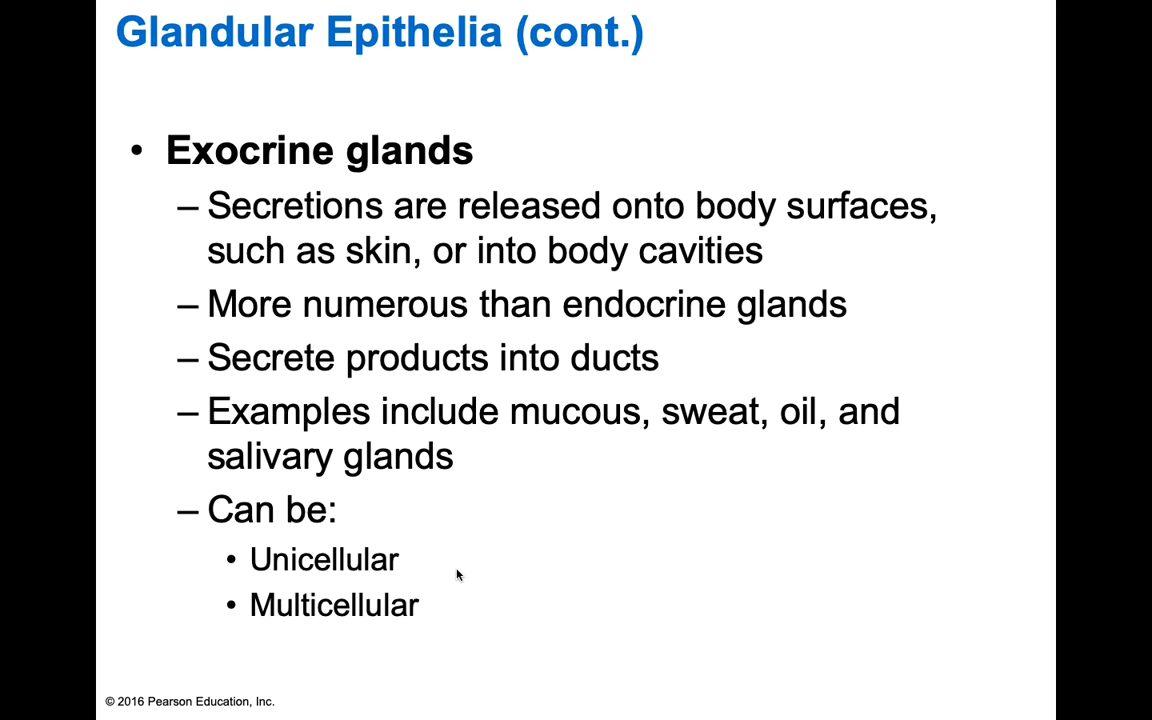 Glandular Epithelia (cont.)
• Exocrine glands
– Secretions are released onto body surfaces,
such as skin, or into body cavities
– More numerous than endocrine glands
– Secrete products into ducts
– Examples include mucous, sweat, oil, and
salivary glands
– Can be:
• Unicellular
• Multicellular
© 2016 Pearson Education, Inc.